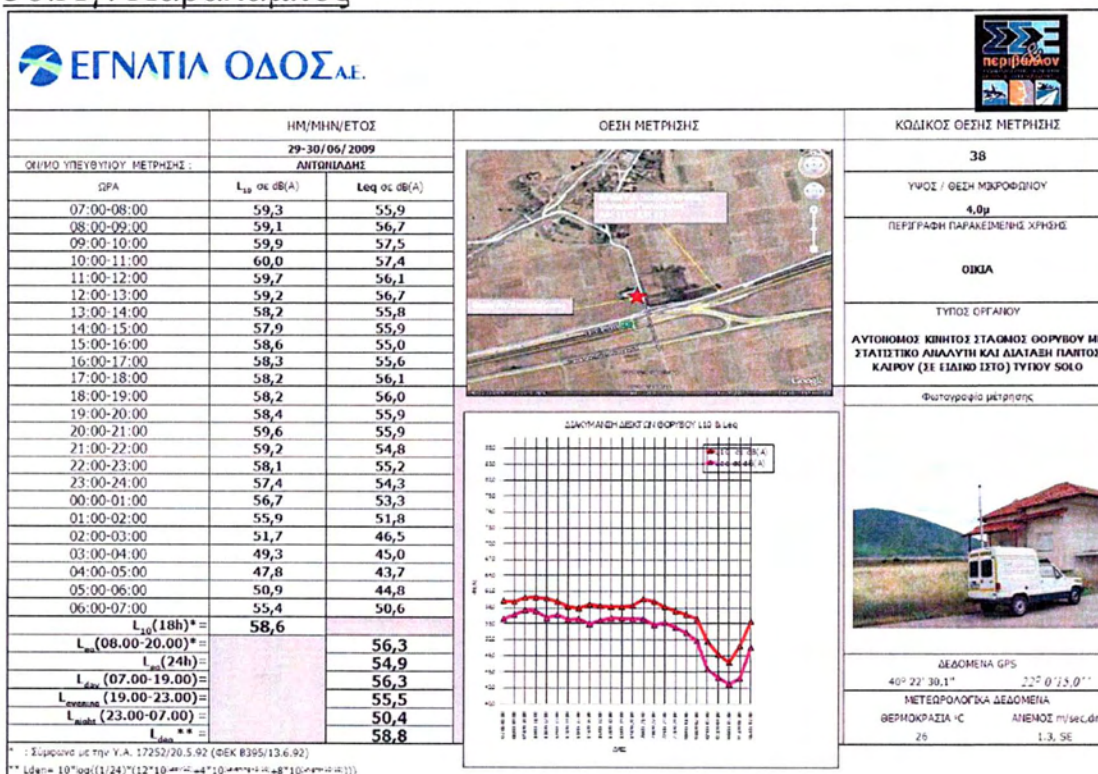 ΕΓΝΑΤΙΑ ΟΔΟΣ Α.Ε.
ΣΣΕ
&
περιβάλλον
ΗΜ/ΜΗΝ/ΕΤΟΣ
29-30/06/2009
ΟΝ/ΜΟ ΥΠΕΥΘΥΝΟΥ ΜΕΤΡΗΣΗΣ : ΑΝΤΩΝΙΑΔΗΣ
ΩΡΑ L10 σε dB(A) Leq σε dB(A)
07:00-08:00 59,3 55,9
08:00-09:00 59,1 56,7
09:00-10:00 59,9 57,5
10:00-11:00 60,0 57,4
11:00-12:00 59,7 56,1
12:00-13:00 59,2 56,7
13:00-14:00 58,2 55,8
14:00-15:00 57,9 55,9
15:00-16:00 58,6 55,0
16:00-17:00 58,3 55,6
17:00-18:00 58,2 56,1
18:00-19:00 58,2 56,0
19:00-20:00 58,4 55,9
20:00-21:00 59,6 55,9
21:00-22:00 59,2 54,8
22:00-23:00 58,1 55,2
23:00-24:00 57,4 54,3
00:00-01:00 56,7 53,3
01:00-02:00 55,9 51,8
02:00-03:00 51,7 46,5
03:00-04:00 49,3 45,0
04:00-05:00 47,8 43,7
05:00-06:00 50,9 44,8
06:00-07:00 55,4 50,6
L10(18h)*= 58,6
Leq(08.00-20.00)*= 56,3
Leq(24h)= 54,9
Lday (07.00-19.00)= 56,3
Levening (19.00-23.00)= 55,5
Lnight (23.00-07.00) = 50,4
Lden ** = 58,8
* : Σύμφωνα με την Υ.Α. 17252/20.5.92 (ΦΕΚ Β395/13.6.92)
ΘΕΣΗ ΜΕΤΡΗΣΗΣ
Google
ΔΙΑΚΥΜΑΝΣΗ ΔΕΙΚΤΩΝ ΘΟΡΥΒΟΥ L10 & Leq
L10 σε dB(A)
Leq σε dB(A)
ΚΩΔΙΚΟΣ ΘΕΣΗΣ ΜΕΤΡΗΣΗΣ
38
ΥΨΟΣ / ΘΕΣΗ ΜΙΚΡΟΦΩΝΟΥ
4,0μ
ΠΕΡΙΓΡΑΦΗ ΠΑΡΑΚΕΙΜΕΝΗΣ ΧΡΗΣΗΣ
ΟΙΚΙΑ
ΤΥΠΟΣ ΟΡΓΑΝΟΥ
ΑΥΤΟΝΟΜΟΣ ΚΙΝΗΤΟΣ ΣΤΑΘΜΟΣ ΘΟΡΥΒΟΥ ΜΕ
ΣΤΑΤΙΣΤΙΚΟ ΑΝΑΛΥΤΗ ΚΑΙ ΔΙΑΤΑΞΗ ΠΑΝΤΟΣ
ΚΑΙΡΟΥ (ΣΕ ΕΙΔΙΚΟ ΙΣΤΟ) ΤΥΠΟΥ SOLO
Φωτογραφία μέτρησης
ΔΕΔΟΜΕΝΑ GPS
40º 22' 30,1" 22º 0'15,0"
ΜΕΤΕΩΡΟΛΟΓΙΚΑ ΔΕΔΟΜΕΝΑ
ΘΕΡΜΟΚΡΑΣΙΑ ºC ΑΝΕΜΟΣ m/sec,dir
26 1.3, SE